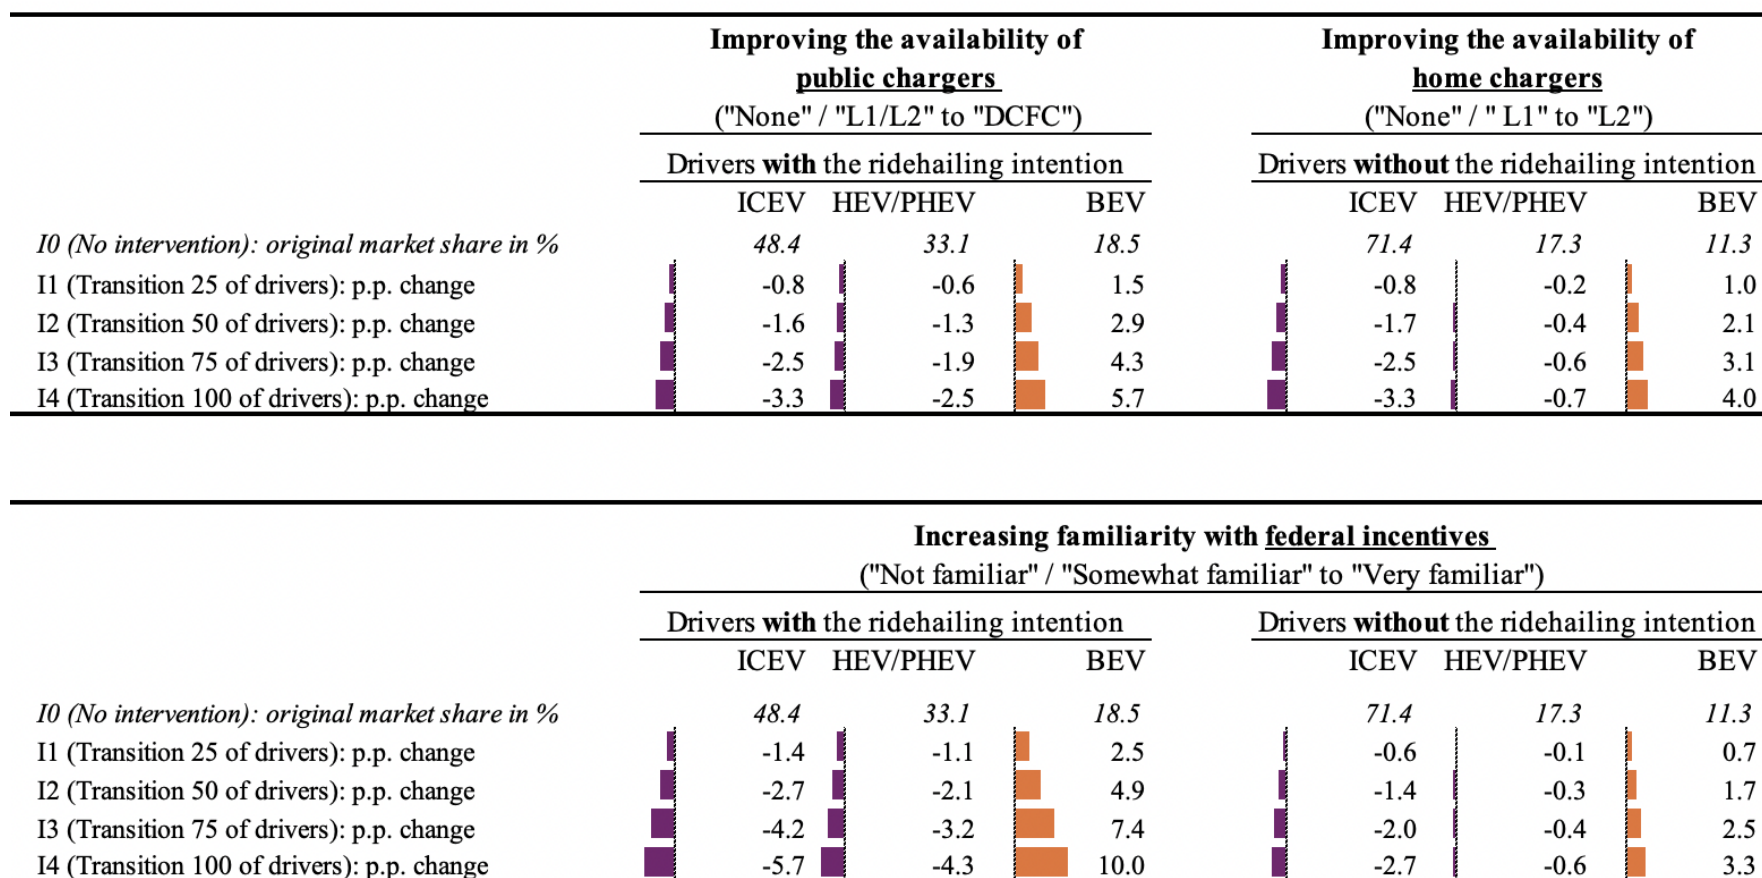 Improving the availability of Improving the availability of
public chargers home chargers
("None" / "L1/L2" to "DCFC") ("None" / " L1" to "L2")
Drivers with the ridehailing intention Drivers without the ridehailing intention
ICEV HEV/PHEV BEV ICEV HEV/PHEV BEV
I0 (No intervention): original market share in % 48.4 33.1 18.5 71.4 17.3 11.3
I1 (Transition 25 of drivers): p.p. change -0.8 -0.6 1.5 -0.8 -0.2 1.0
I2 (Transition 50 of drivers): p.p. change -1.6 -1.3 2.9 -1.7 -0.4 2.1
I3 (Transition 75 of drivers): p.p. change -2.5 -1.9 4.3 -2.5 -0.6 3.1
I4 (Transition 100 of drivers): p.p. change -3.3 -2.5 5.7 -3.3 -0.7 4.0
Increasing familiarity with federal incentives
("Not familiar" / "Somewhat familiar" to "Very familiar")
Drivers with the ridehailing intention Drivers without the ridehailing intention
ICEV HEV/PHEV BEV ICEV HEV/PHEV BEV
I0 (No intervention): original market share in % 48.4 33.1 18.5 71.4 17.3 11.3
I1 (Transition 25 of drivers): p.p. change -1.4 -1.1 2.5 -0.6 -0.1 0.7
I2 (Transition 50 of drivers): p.p. change -2.7 -2.1 4.9 -1.4 -0.3 1.7
I3 (Transition 75 of drivers): p.p. change -4.2 -3.2 7.4 -2.0 -0.4 2.5
I4 (Transition 100 of drivers): p.p. change -5.7 -4.3 10.0 -2.7 -0.6 3.3